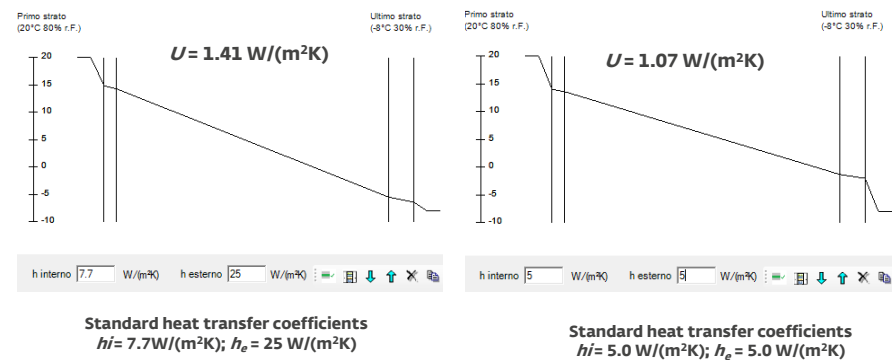 Primo strato
(20°C 80% r.F.)
Ultimo strato
(-8°C 30% r.F.)
U = 1.41 W/(m²K)
20
15
10
5
0
-5
-10
h interno 7.7 W/(m²K) h esterno 25 W/(m²K)
Standard heat transfer coefficients
hi = 7.7W/(m²K); hₑ = 25 W/(m²K)
Primo strato
(20°C 80% r.F.)
Ultimo strato
(-8°C 30% r.F.)
U = 1.07 W/(m²K)
20
15
10
5
0
-5
-10
h interno 5 W/(m²K) h esterno 5 W/(m²K)
Standard heat transfer coefficients
hi = 5.0 W/(m²K); hₑ = 5.0 W/(m²K)